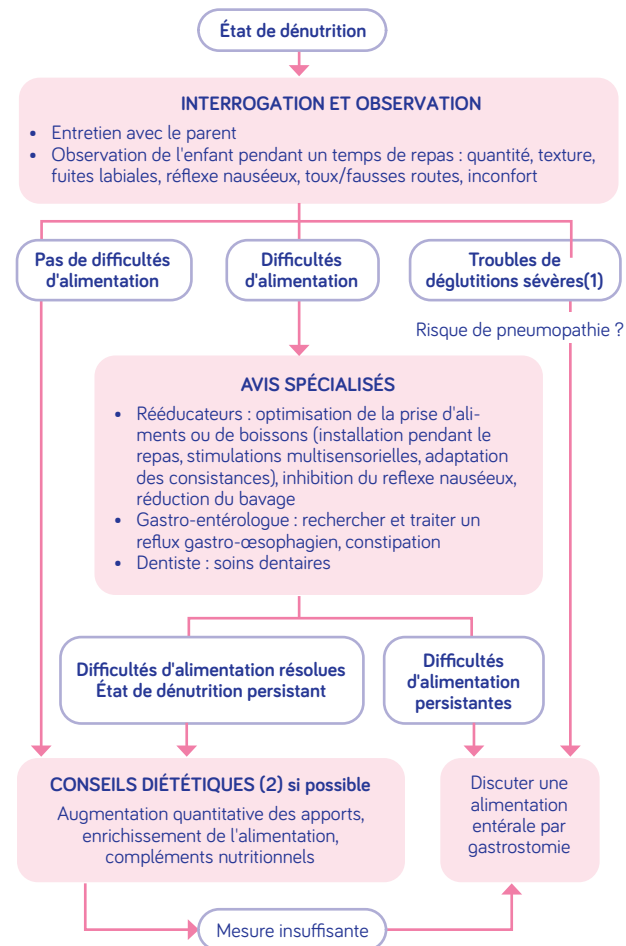 État de dénutrition
INTERROGATION ET OBSERVATION
• Entretien avec le parent
• Observation de l'enfant pendant un temps de repas : quantité, texture,
fuites labiales, réflexe nauséeux, toux/fausses routes, inconfort
Pas de difficultés
d'alimentation
Difficultés
d'alimentation
Troubles de
déglutitions sévères(1)
Risque de pneumopathie ?
AVIS SPÉCIALISÉS
• Rééducateurs : optimisation de la prise d'ali-
ments ou de boissons (installation pendant le
repas, stimulations multisensorielles, adaptation
des consistances), inhibition du reflexe nauséeux,
réduction du bavage
• Gastro-entérologue : rechercher et traiter un
reflux gastro-œsophagien, constipation
• Dentiste : soins dentaires
Difficultés d'alimentation résolues
État de dénutrition persistant
Difficultés
d'alimentation
persistantes
CONSEILS DIÉTÉTIQUES (2) si possible
Augmentation quantitative des apports,
enrichissement de l'alimentation,
compléments nutritionnels
Discuter une
alimentation
entérale par
gastrostomie
Mesure insuffisante